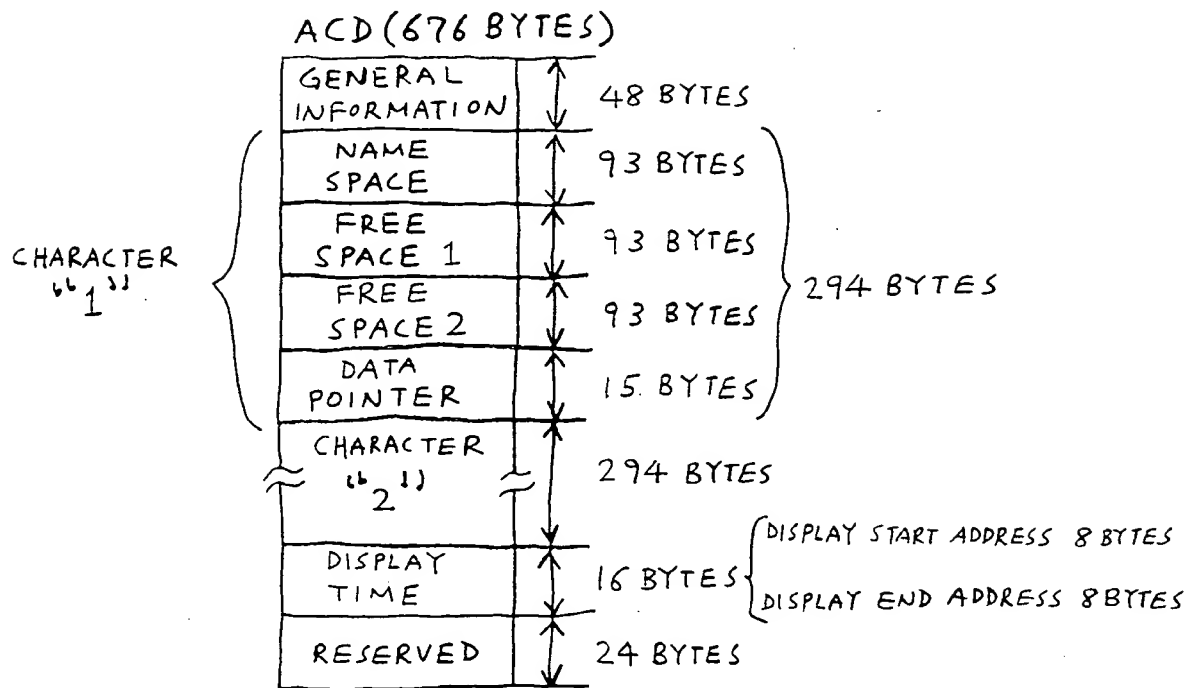 ACD (676 BYTES)
GENERAL
INFORMATION
48 BYTES
NAME
SPACE
93 BYTES
FREE
SPACE 1
93 BYTES
FREE
SPACE 2
93 BYTES
DATA
POINTER
15. BYTES
CHARACTER
“1”
294 BYTES
CHARACTER
“2”
294 BYTES
DISPLAY
TIME
16 BYTES
DISPLAY START ADDRESS 8 BYTES
DISPLAY END ADDRESS 8 BYTES
RESERVED
24 BYTES